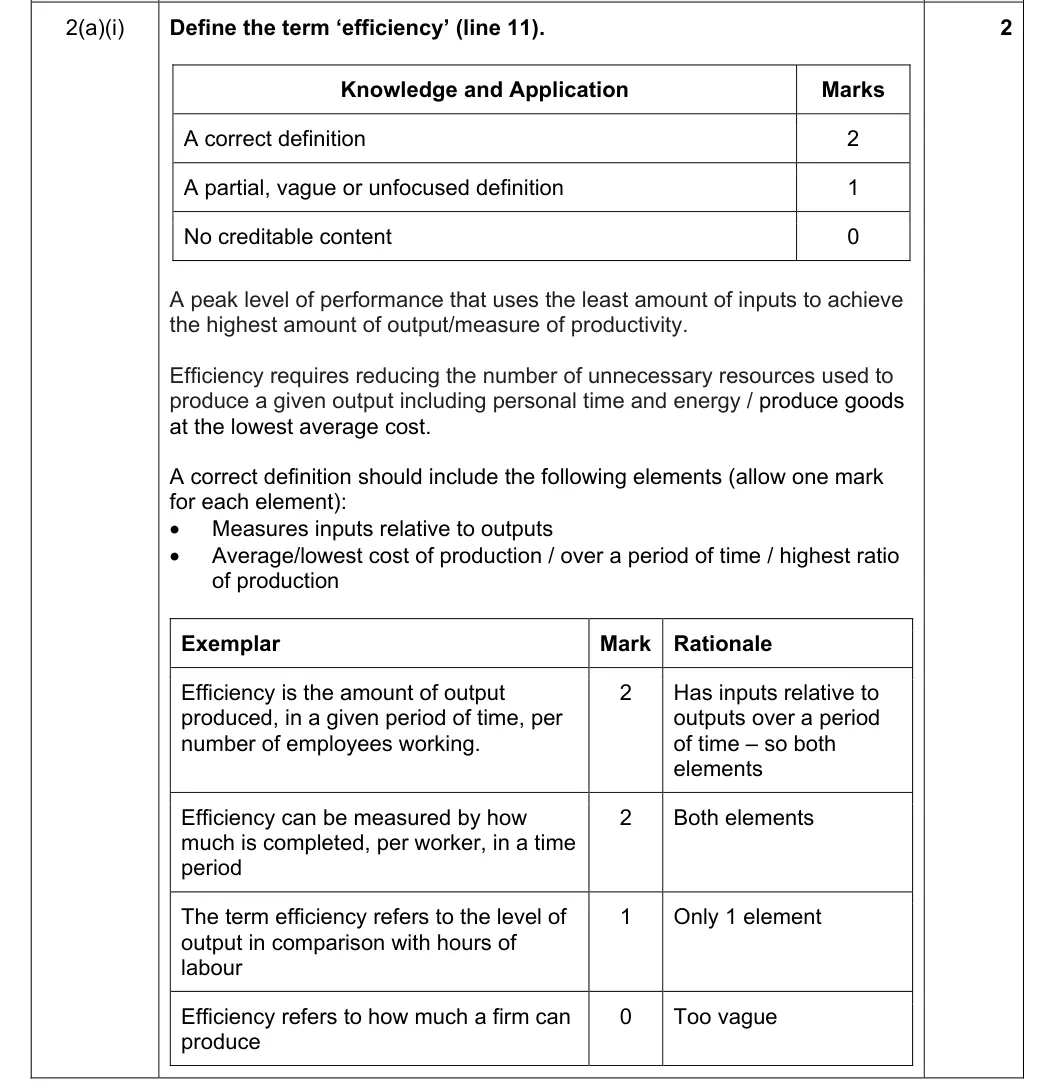 2(a)(i) Define the term ‘efficiency’ (line 11). 2
Knowledge and Application Marks
A correct definition 2
A partial, vague or unfocused definition 1
No creditable content 0
A peak level of performance that uses the least amount of inputs to achieve
the highest amount of output/measure of productivity.
Efficiency requires reducing the number of unnecessary resources used to
produce a given output including personal time and energy / produce goods
at the lowest average cost.
A correct definition should include the following elements (allow one mark
for each element):
• Measures inputs relative to outputs
• Average/lowest cost of production / over a period of time / highest ratio
of production
Exemplar Mark Rationale
Efficiency is the amount of output 2 Has inputs relative to
produced, in a given period of time, per outputs over a period
number of employees working. of time – so both
elements
Efficiency can be measured by how 2 Both elements
much is completed, per worker, in a time
period
The term efficiency refers to the level of 1 Only 1 element
output in comparison with hours of
labour
Efficiency refers to how much a firm can 0 Too vague
produce